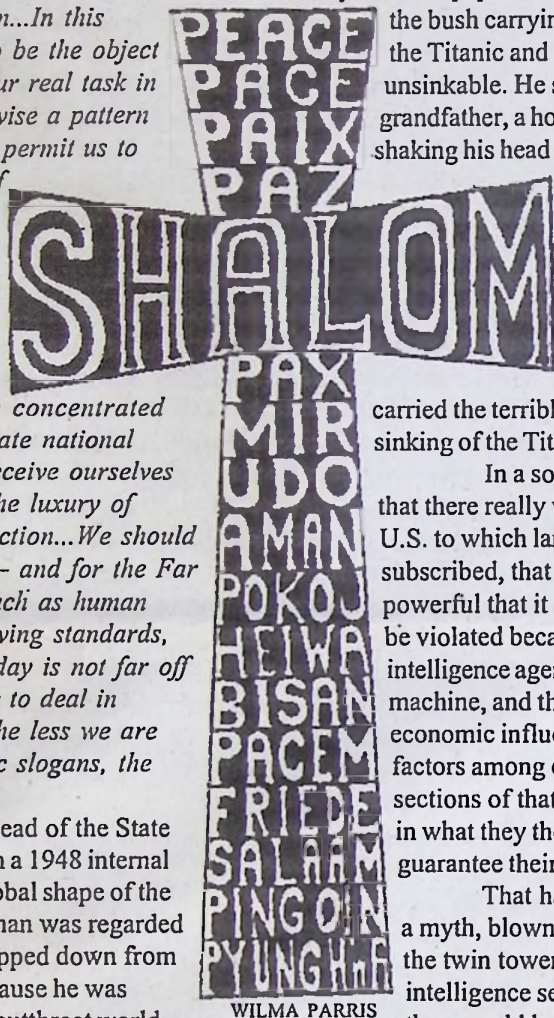 n...In this
o be the object
ur real task in
vise a pattern
permit us to
concentrated
ate national
ceive ourselves
he luxury of
ction...We should
– and for the Far
uch as human
ving standards,
day is not far off
to deal in
he less we are
c slogans, the
ead of the State
n a 1948 internal
obal shape of the
nan was regarded
pped down from
ause he was
cutthroat world
PEACE
PACE
PAIX
PAZ
SHALOM
PAX
MIR
UDO
AMAN
POKOJ
HEIWA
BISAN
PACEM
FRIEDE
SALAAM
PINGOIN
PYUNGHWA
WILMA PARRIS
the bush carryin
the Titanic and
unsinkable. He s
grandfather, a ho
shaking his head
carried the terribl
sinking of the Tit
In a so
that there really
U.S. to which lar
subscribed, that
powerful that it
be violated beca
intelligence agen
machine, and th
economic influe
factors among
sections of that
in what they tho
guarantee their
That ha
a myth, blown
the twin tower
intelligence se